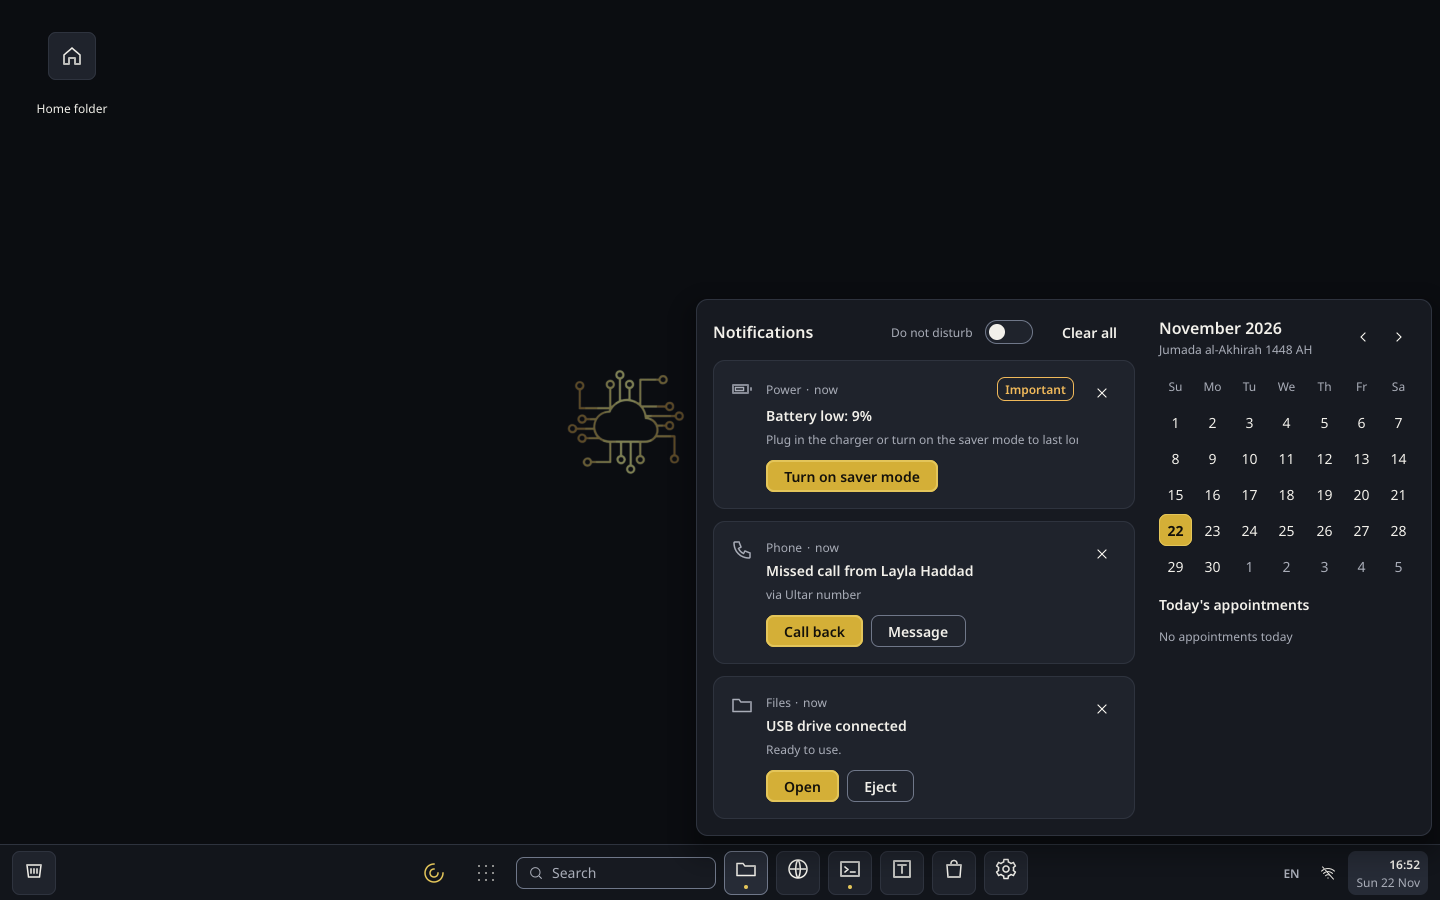 Home folder
Notifications
Do not disturb
Clear all
Power · now
Important
Battery low: 9%
Plug in the charger or turn on the saver mode to last
Turn on saver mode
Phone · now
Missed call from Layla Haddad
via Ultar number
Call back
Message
Files · now
USB drive connected
Ready to use.
Open
Eject
November 2026
Jumada al-Akhirah 1448 AH
Su Mo Tu We Th Fr Sa
1 2 3 4 5 6 7
8 9 10 11 12 13 14
15 16 17 18 19 20 21
22 23 24 25 26 27 28
29 30 1 2 3 4 5
Today's appointments
No appointments today
Search
EN
16:52
Sun 22 Nov